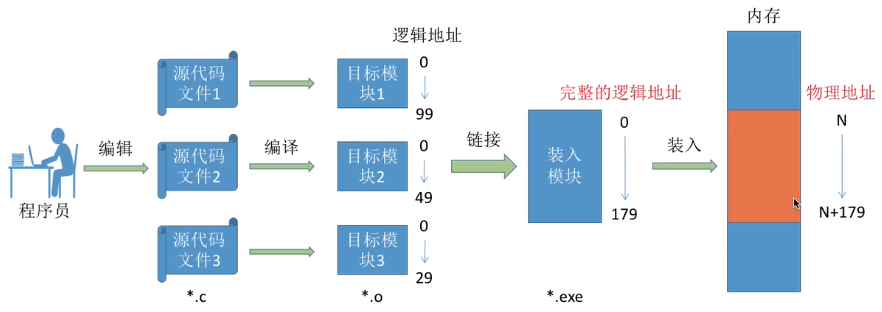 内存
逻辑地址
源代码
文件1
目标模
块1
0
99
完整的逻辑地址
物理地址
编辑
源代码
文件2
编译
目标模
块2
0
49
链接
装入
模块
0
179
装入
N
N+179
程序员
源代码
文件3
目标模
块3
0
29
*.c
*.o
*.exe